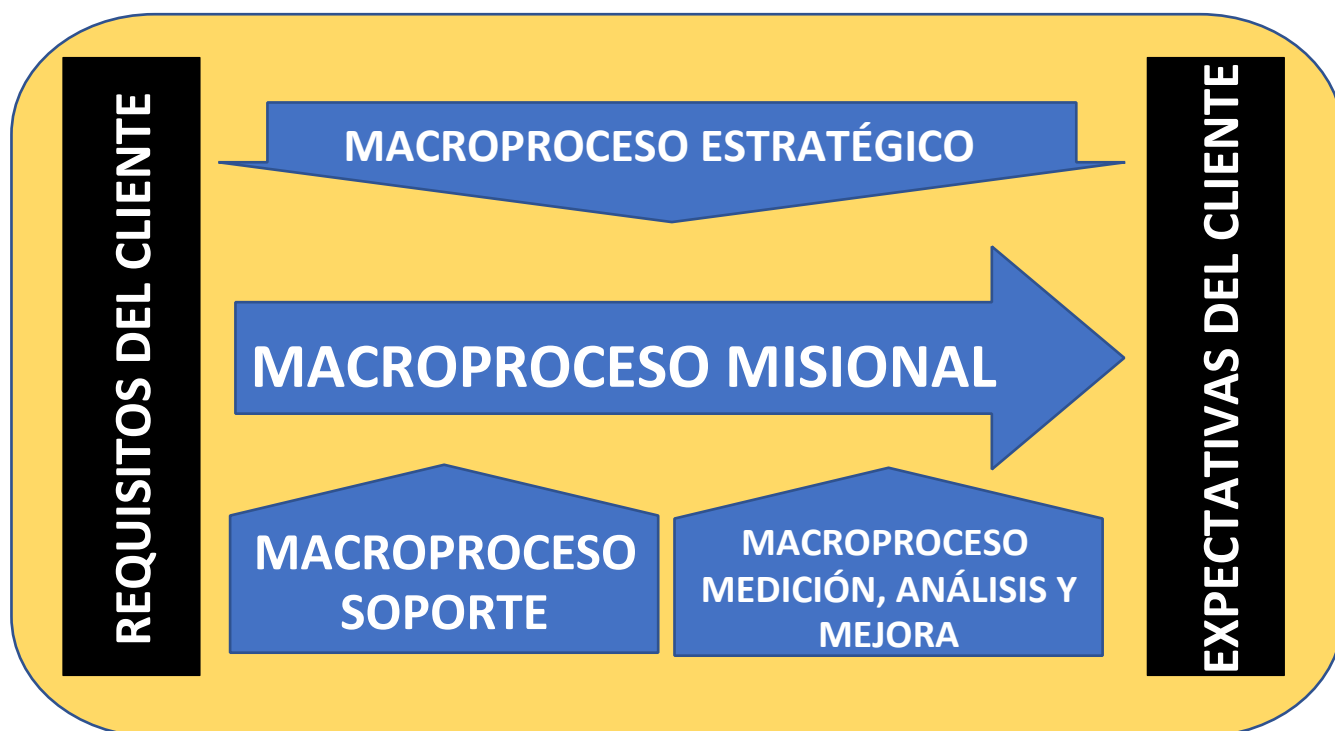 REQUISITOS DEL CLIENTE
MACROPROCESO ESTRATÉGICO
MACROPROCESO MISIONAL
MACROPROCESO
SOPORTE
MACROPROCESO
MEDICIÓN, ANÁLISIS Y
MEJORA
EXPECTATIVAS DEL CLIENTE